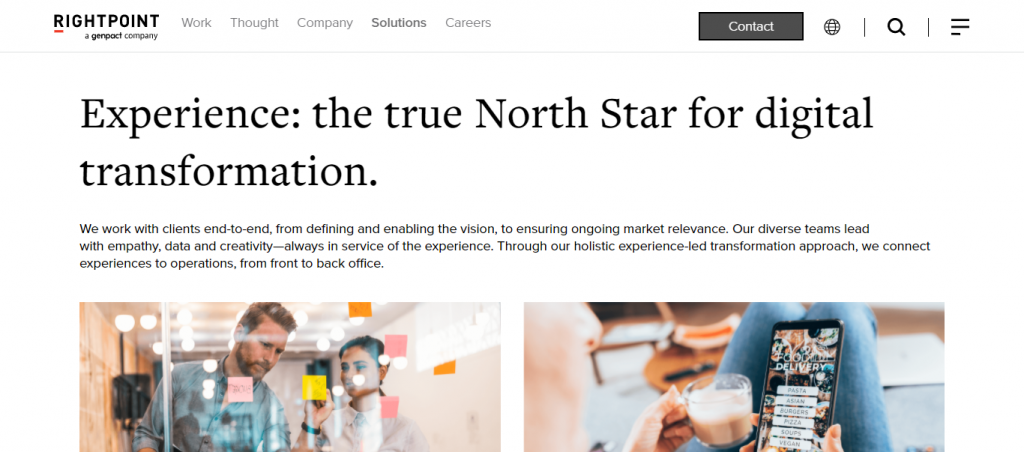 RIGHTPOINT
a genpact company
Work Thought Company Solutions Careers
Contact
Experience: the true North Star for digital
transformation.
We work with clients end-to-end, from defining and enabling the vision, to ensuring ongoing market relevance. Our diverse teams lead
with empathy, data and creativity—always in service of the experience. Through our holistic experience-led transformation approach, we connect
experiences to operations, from front to back office.
FOOD
DELIVERY
PASTA
ASIAN
BURGERS
PIZZA
SOUPS
VEGAN